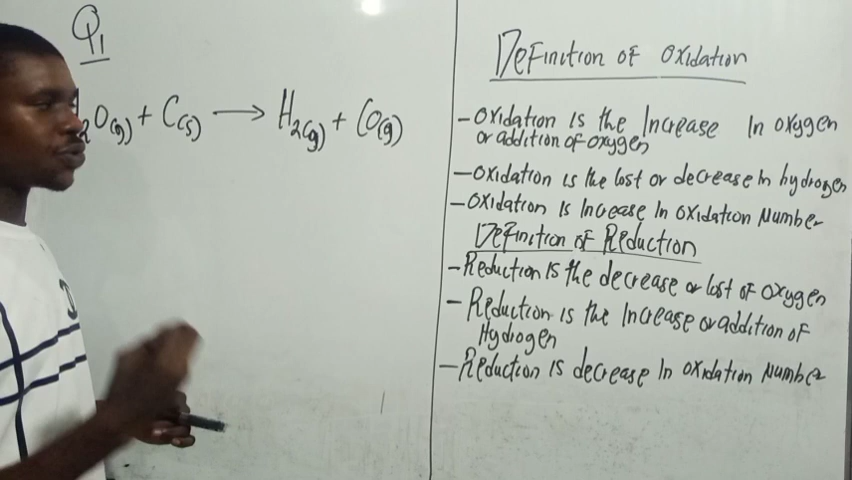 Q1
2O(g) + C(s) → H2(g) + CO(g)
Definition of Oxidation
- Oxidation is the Increase In oxygen
or addition of oxygen
- Oxidation is the lost or decrease In hydrogen
- Oxidation Is Increase In Oxidation Number
Definition of Reduction
- Reduction Is the decrease or lost of oxygen
- Reduction is the Increase or addition of
Hydrogen
- Reduction is decrease In oxidation Number